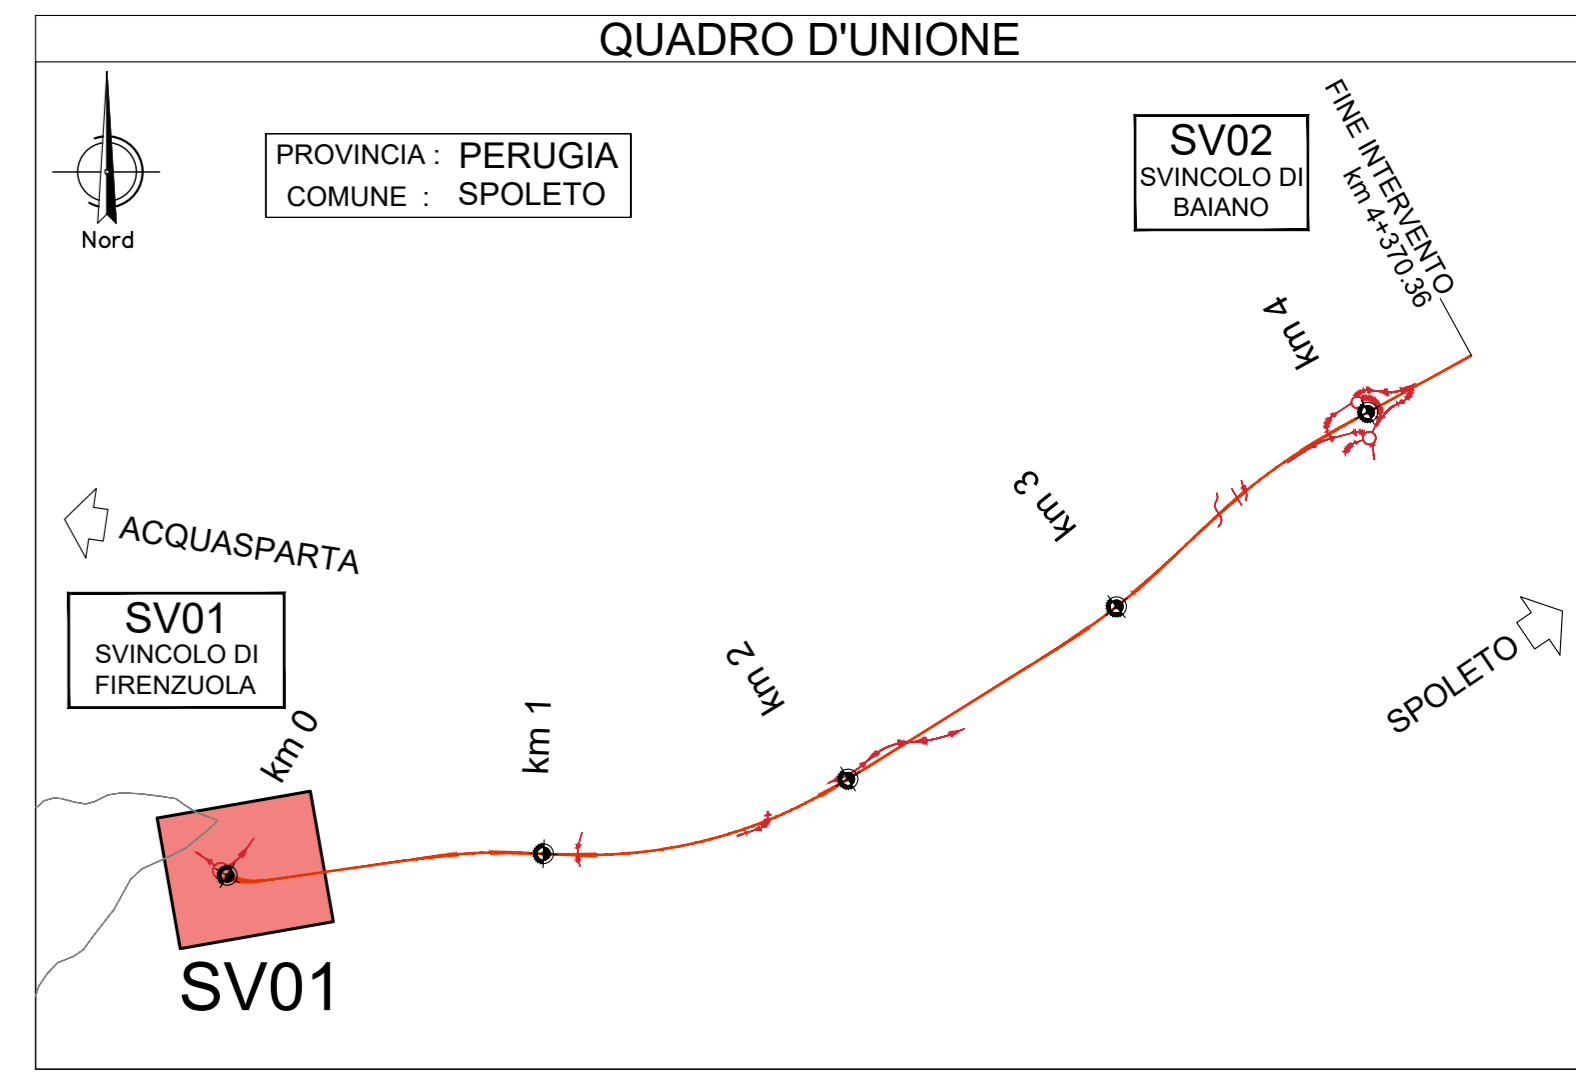 QUADRO D'UNIONE
Nord
PROVINCIA : PERUGIA
COMUNE : SPOLETO
SV02
SVINCOLO DI
BAIANO
FINE INTERVENTO
km 4+370.36
km 4
km 3
ACQUASPARTA
SV01
SVINCOLO DI
FIRENZUOLA
km 2
SPOLETO
km 1
km 0
SV01